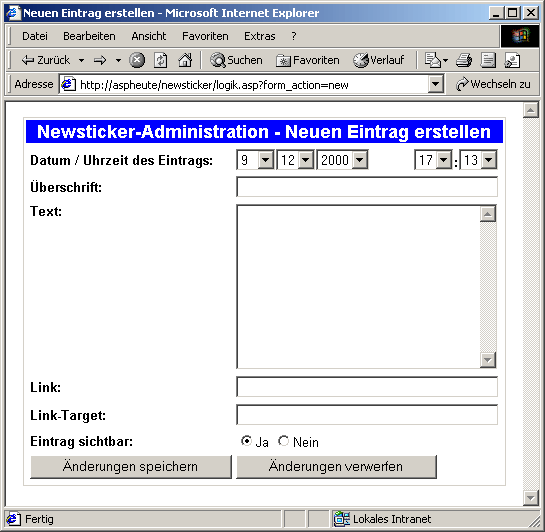 Neuen Eintrag erstellen - Microsoft Internet Explorer
Datei Bearbeiten Ansicht Favoriten Extras ?
Zurück Suchen Favoriten Verlauf
Adresse http://aspheute/newsticker/logik.asp?form_action=new Wechseln zu
Newsticker-Administration - Neuen Eintrag erstellen
Datum / Uhrzeit des Eintrags: 9 12 2000 17 : 13
Überschrift:
Text:
Link:
Link-Target:
Eintrag sichtbar: Ja Nein
Änderungen speichern Änderungen verwerfen
Fertig Lokales Intranet